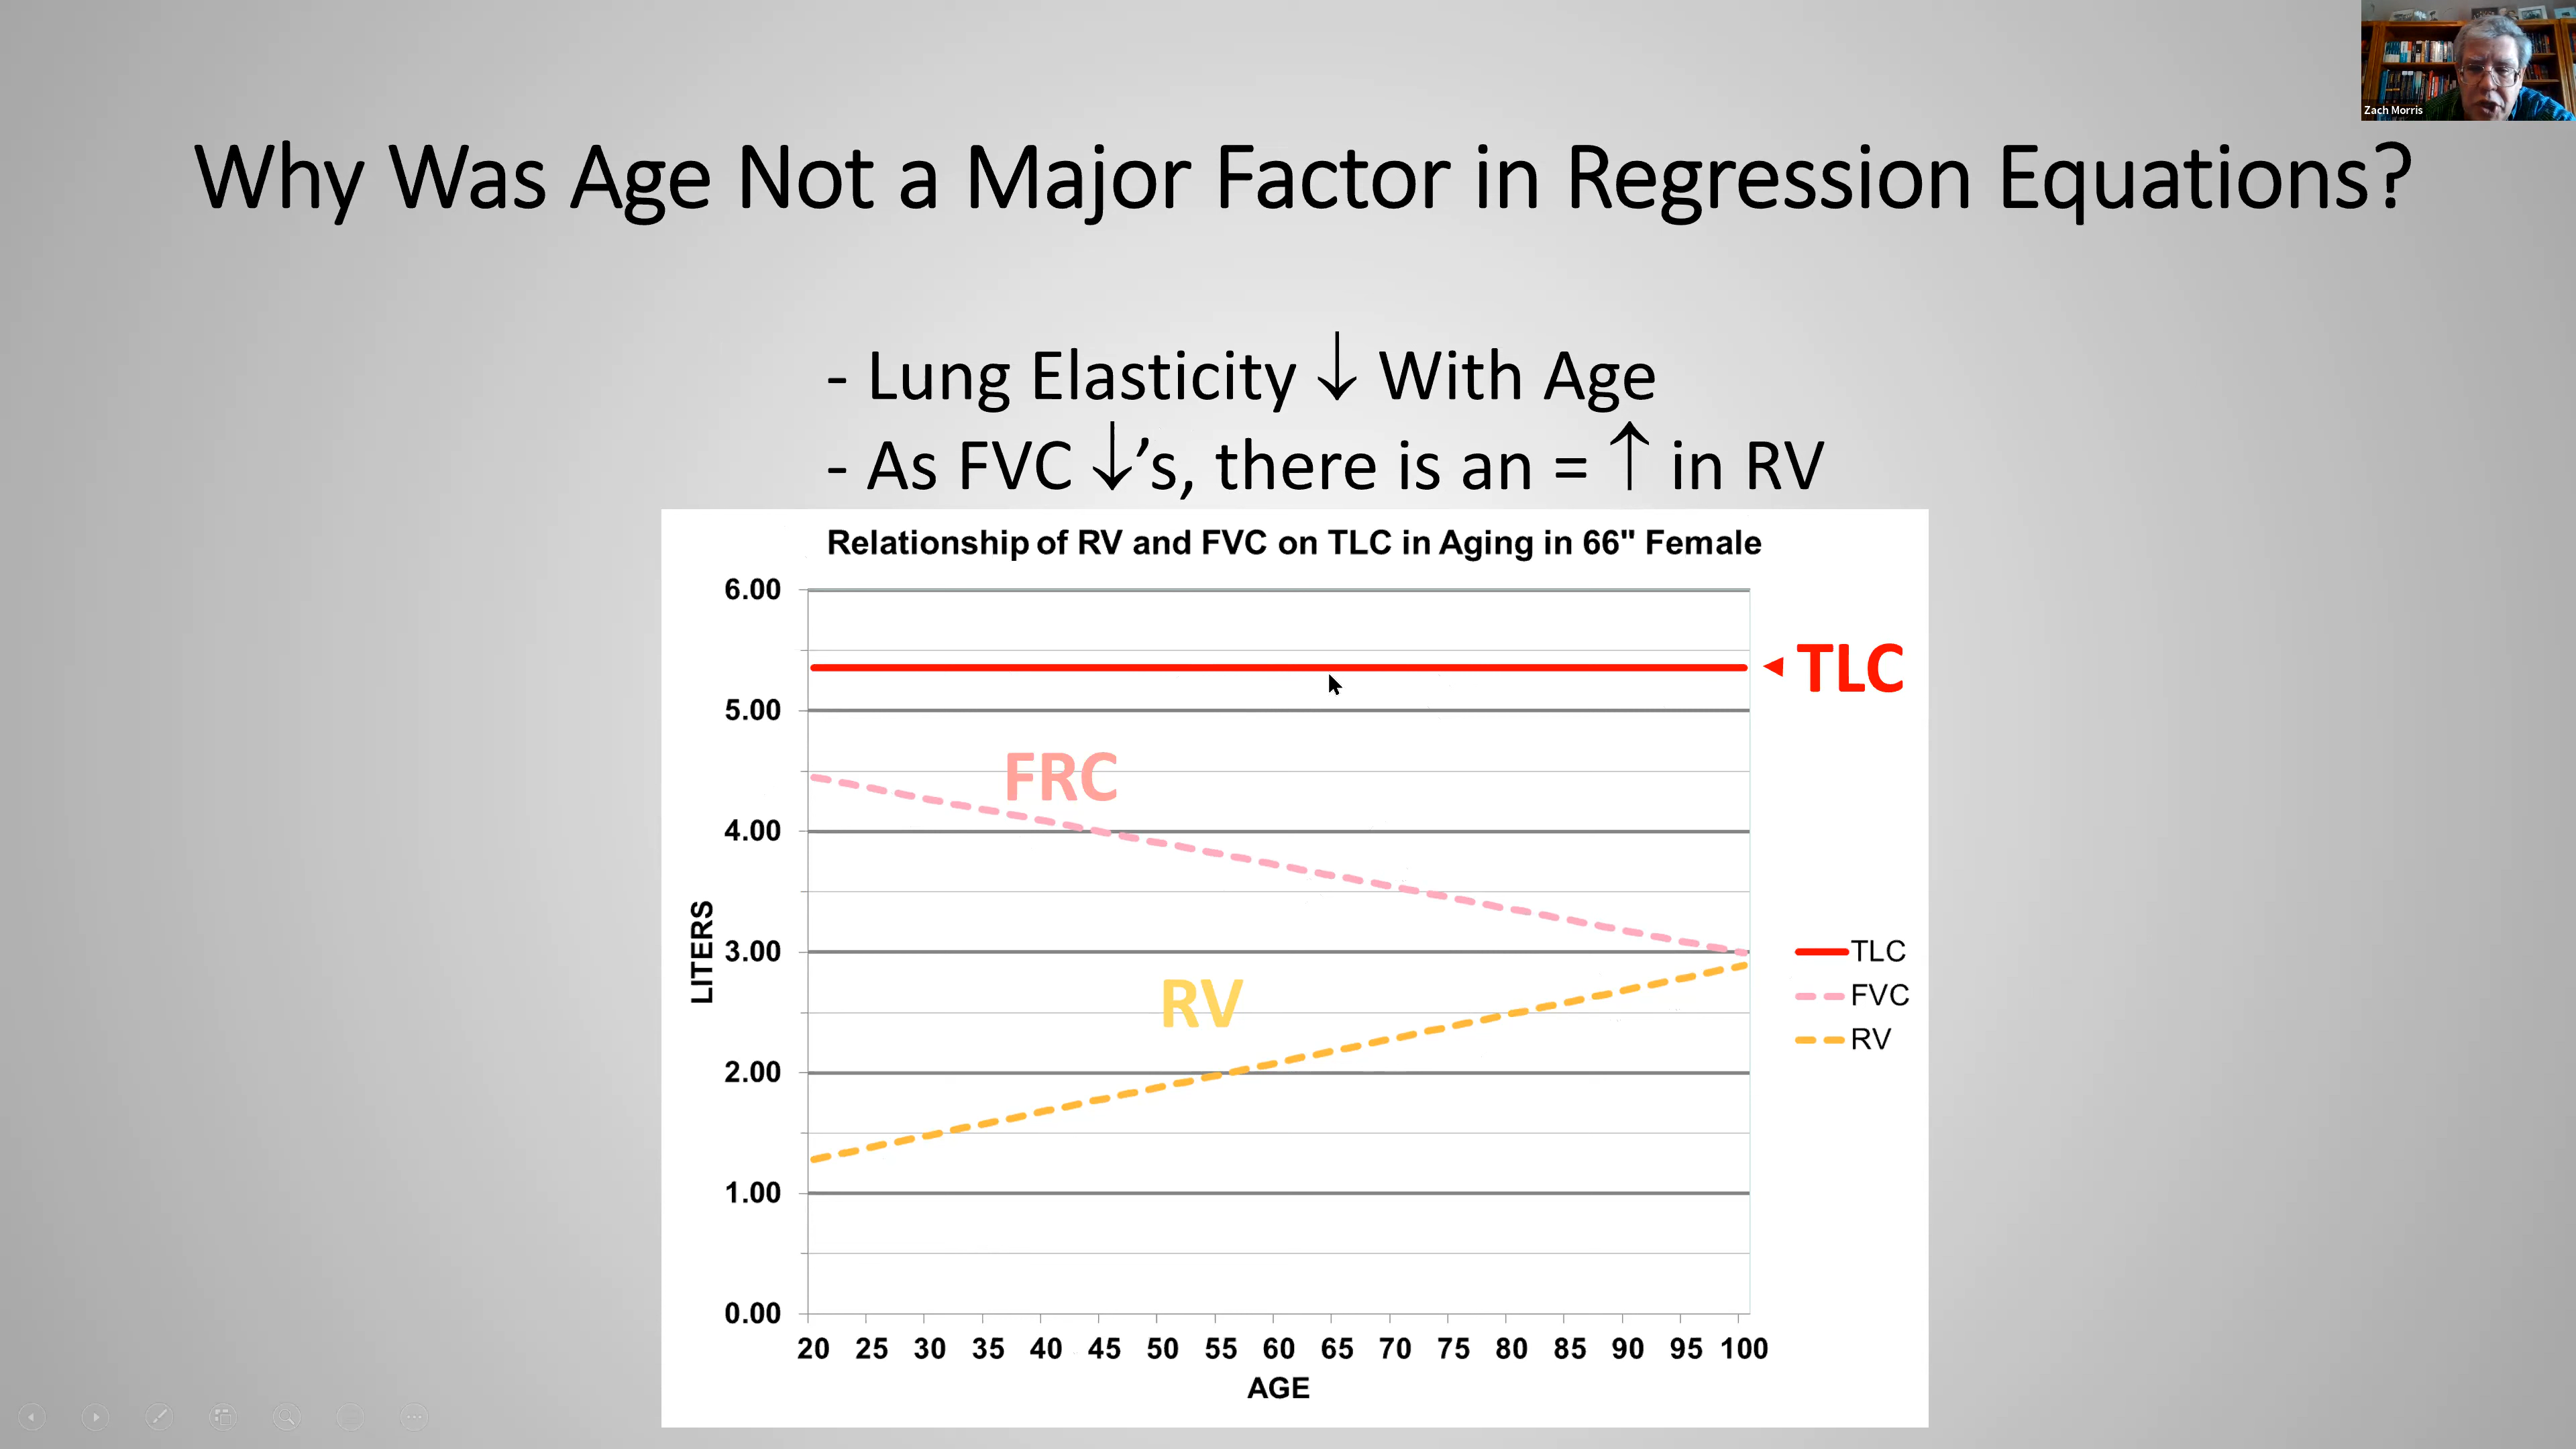 Zach Morris
Why Was Age Not a Major Factor in Regression Equations?
- Lung Elasticity ↓ With Age
- As FVC ↓’s, there is an = ↑ in RV
Relationship of RV and FVC on TLC in Aging in 66" Female
6.00
5.00
4.00
3.00
2.00
1.00
0.00
LITERS
TLC
FRC
RV
TLC
FVC
RV
20 25 30 35 40 45 50 55 60 65 70 75 80 85 90 95 100
AGE